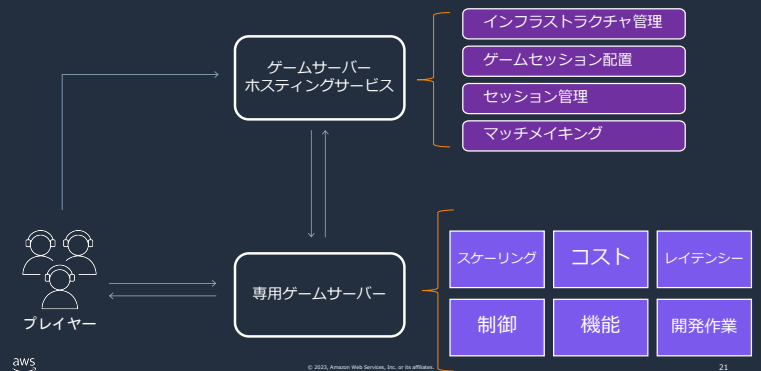 インフラストラクチャ管理
ゲームセッション配置
セッション管理
マッチメイキング
ゲームサーバー
ホスティングサービス
専用ゲームサーバー
プレイヤー
スケーリング
コスト
レイテンシー
制御
機能
開発作業
aws
© 2023, Amazon Web Services, Inc. or its affiliates.
21